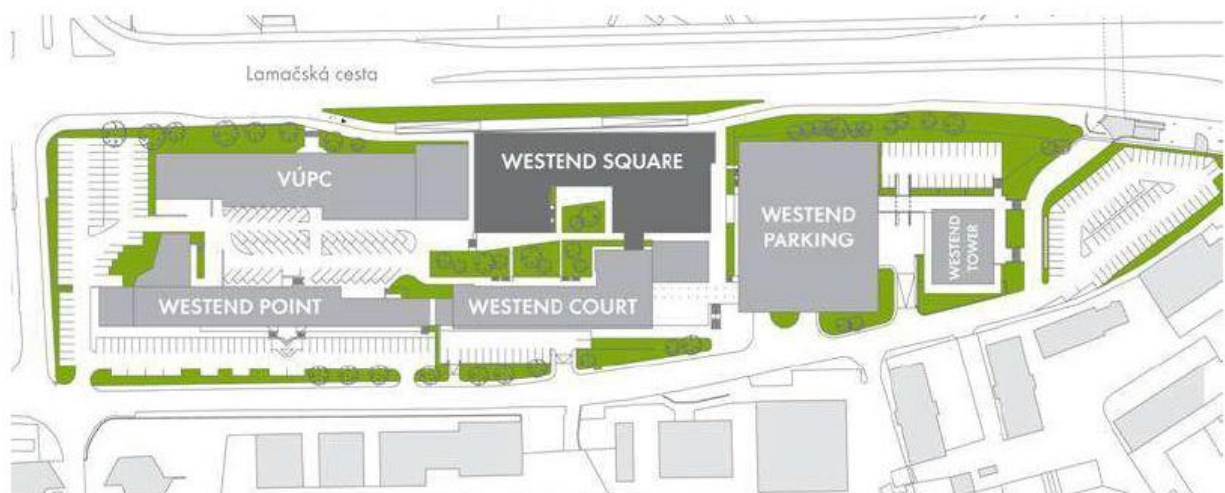 Lamačská cesta
VÚPC
WESTEND SQUARE
WESTEND
PARKING
WESTEND
TOWER
WESTEND POINT
WESTEND COURT